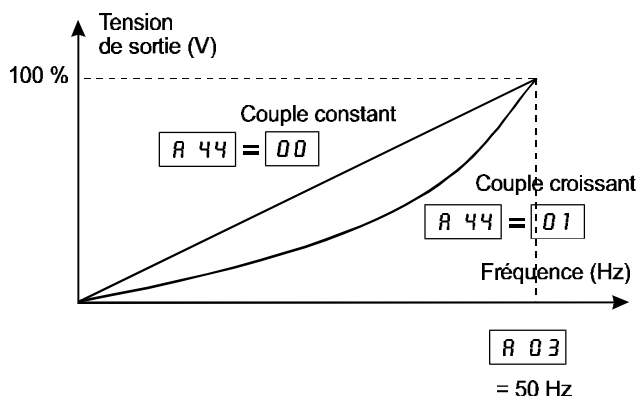 Tension
de sortie (V)
100 %
Couple constant
A 44 = 00
Couple croissant
A 44 = 01
Fréquence (Hz)
A 03
= 50 Hz